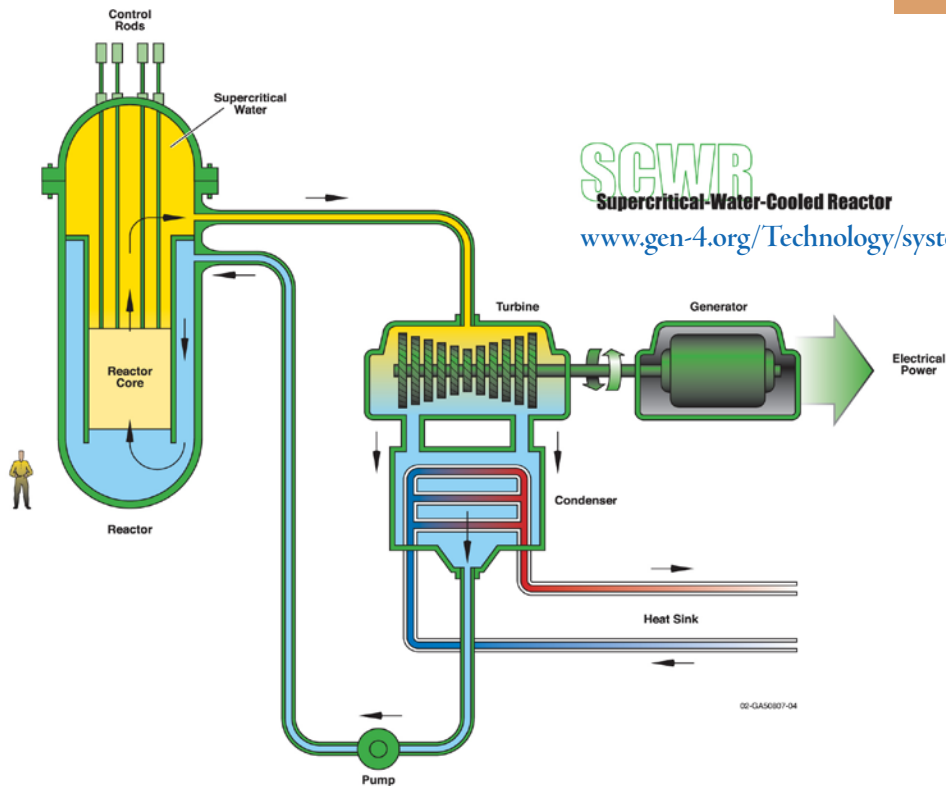 Control
Rods
Supercritical
Water
SCWR
Supercritical-Water-Cooled Reactor
www.gen-4.org/Technology/syst
Turbine
Generator
Electrical
Power
Reactor
Core
Condenser
Reactor
Heat Sink
02-GA50807-04
Pump